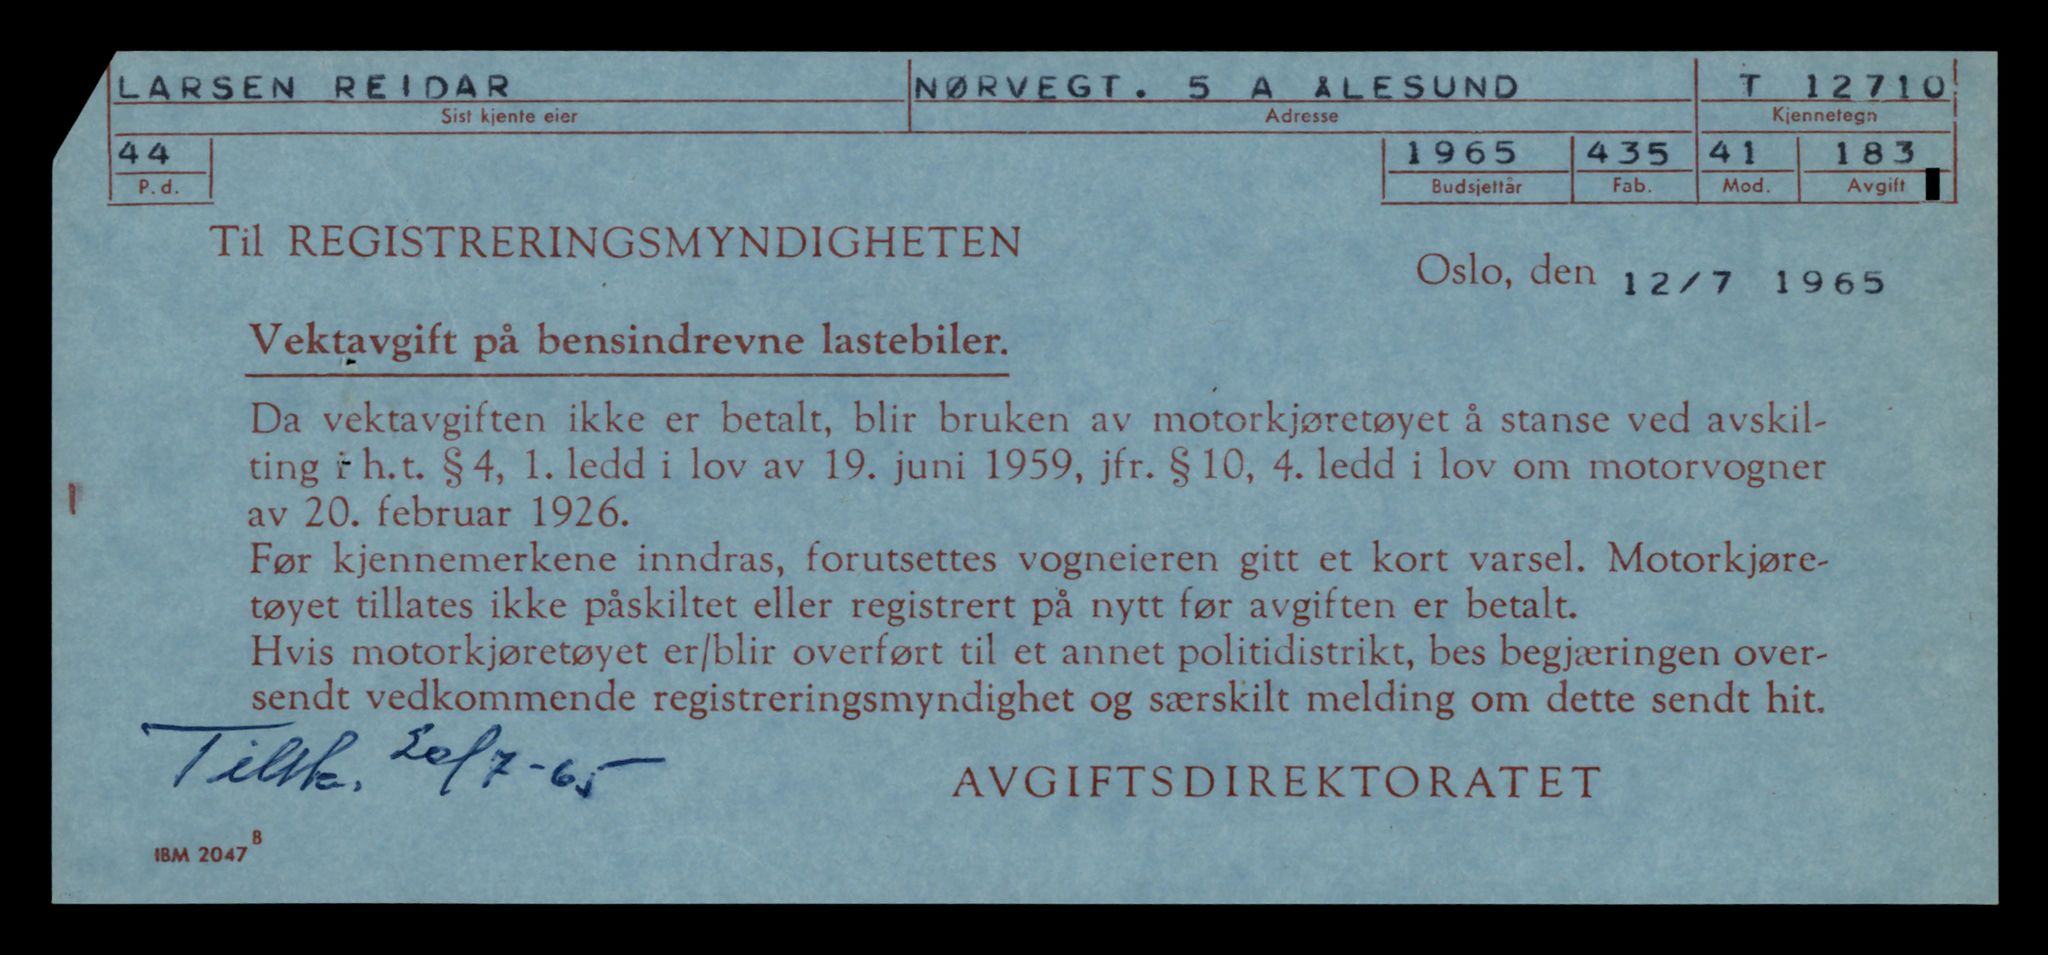 LARSEN REIDAR NØRVEGT. 5 A ÅLESUND T 12710
Sist kjente eier Adresse Kjennetegn
44 1965 435 41 183
P.d. Budsjettår Fab. Mod. Avgift
Til REGISTRERINGSMYNDIGHETEN
Oslo, den 12/7 1965
Vektavgift på bensindrevne lastebiler.
Da vektavgiften ikke er betalt, blir bruken av motorkjøretøyet å stanse ved avskil-
ting i h.t. § 4, 1. ledd i lov av 19. juni 1959, jfr. § 10, 4. ledd i lov om motorvogner
av 20. februar 1926.
Før kjennemerkene inndras, forutsettes vogneieren gitt et kort varsel. Motorkjøre-
tøyet tillates ikke påskiltet eller registrert på nytt før avgiften er betalt.
Hvis motorkjøretøyet er/blir overført til et annet politidistrikt, bes begjæringen over-
sendt vedkommende registreringsmyndighet og særskilt melding om dette sendt hit.
20/7-65
AVGIFTSDIREKTORATET
IBM 2047 B